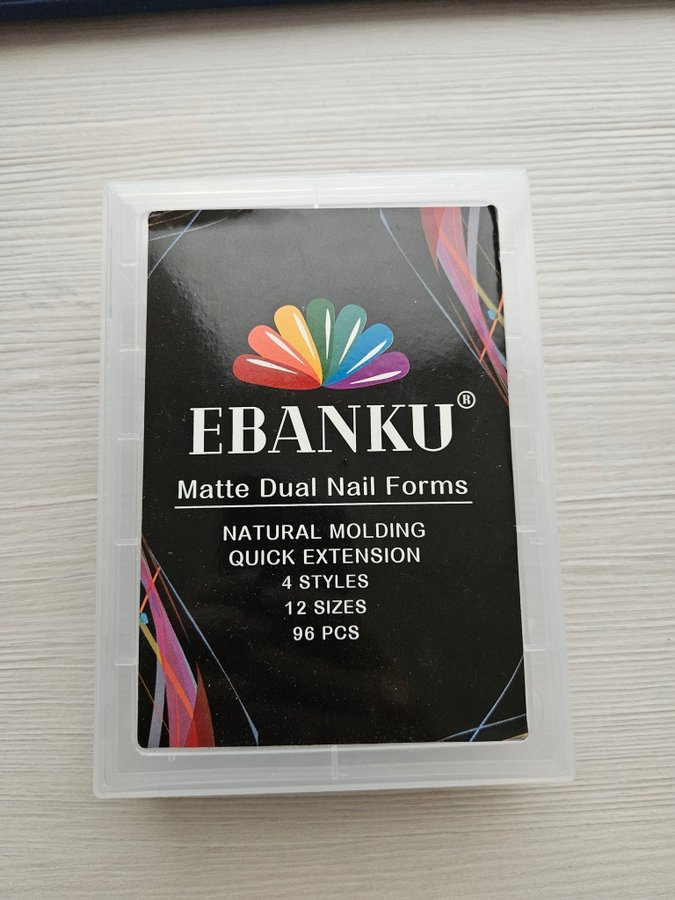 EBANKU®
Matte Dual Nail Forms
NATURAL MOLDING
QUICK EXTENSION
4 STYLES
12 SIZES
96 PCS